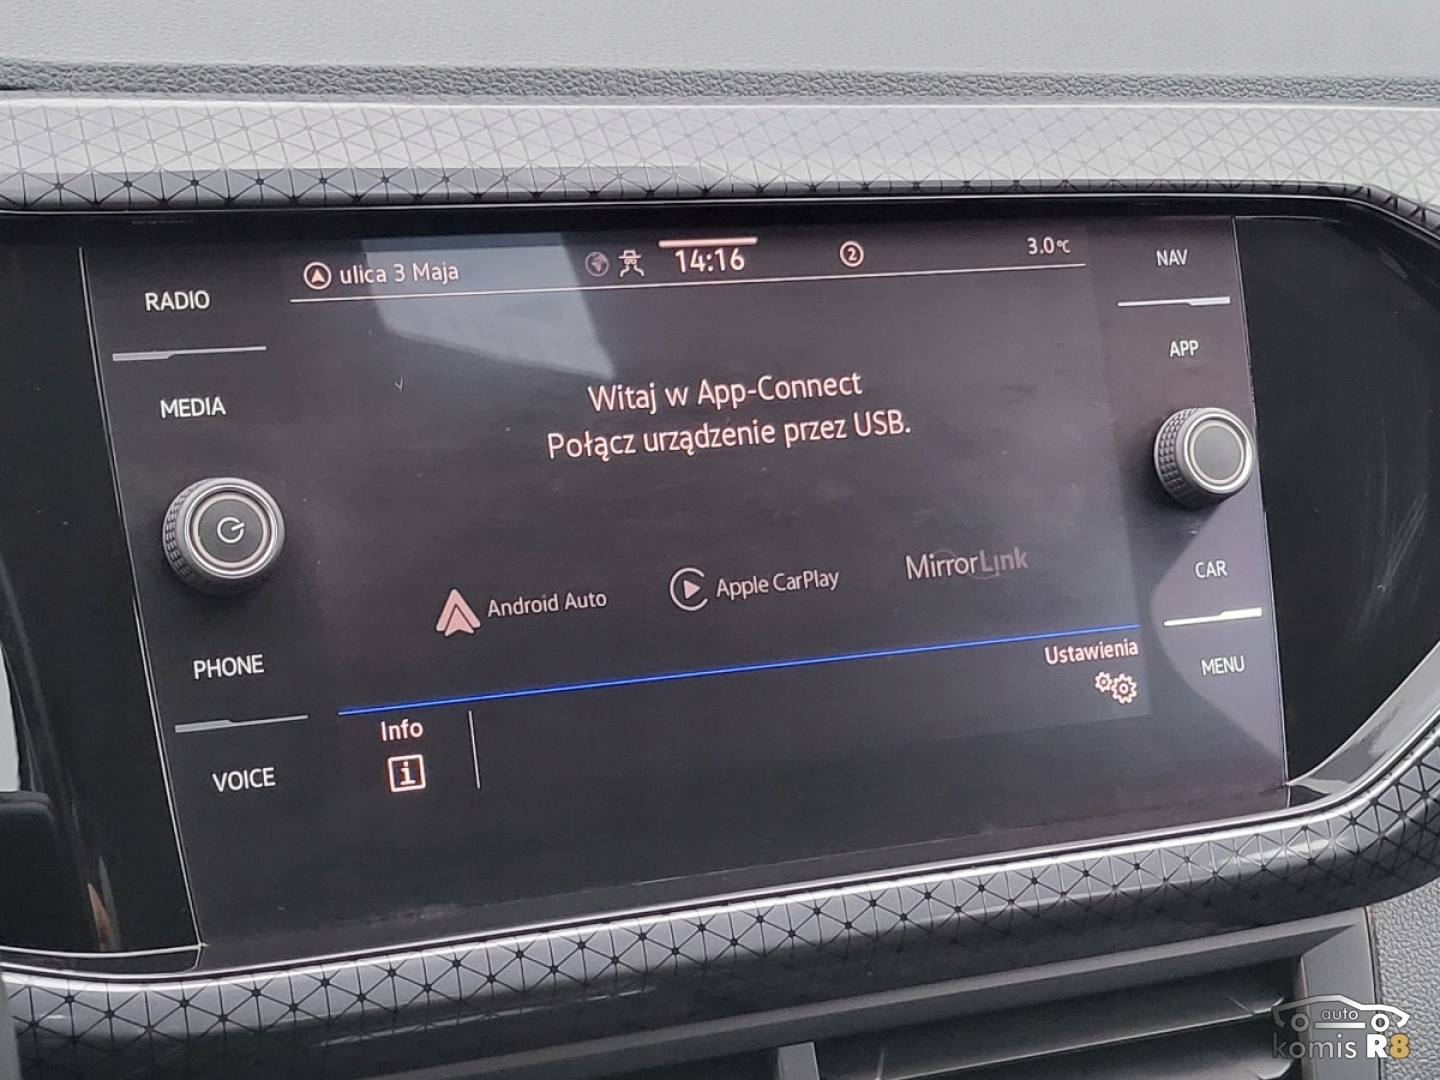 ulica 3 Maja
14:16
2
3.0°C
NAV
RADIO
APP
MEDIA
Witaj w App-Connect
Połącz urządzenie przez USB.
Android Auto
Apple CarPlay
MirrorLink
CAR
PHONE
Ustawienia
MENU
Info
i
VOICE
auto
komis R8